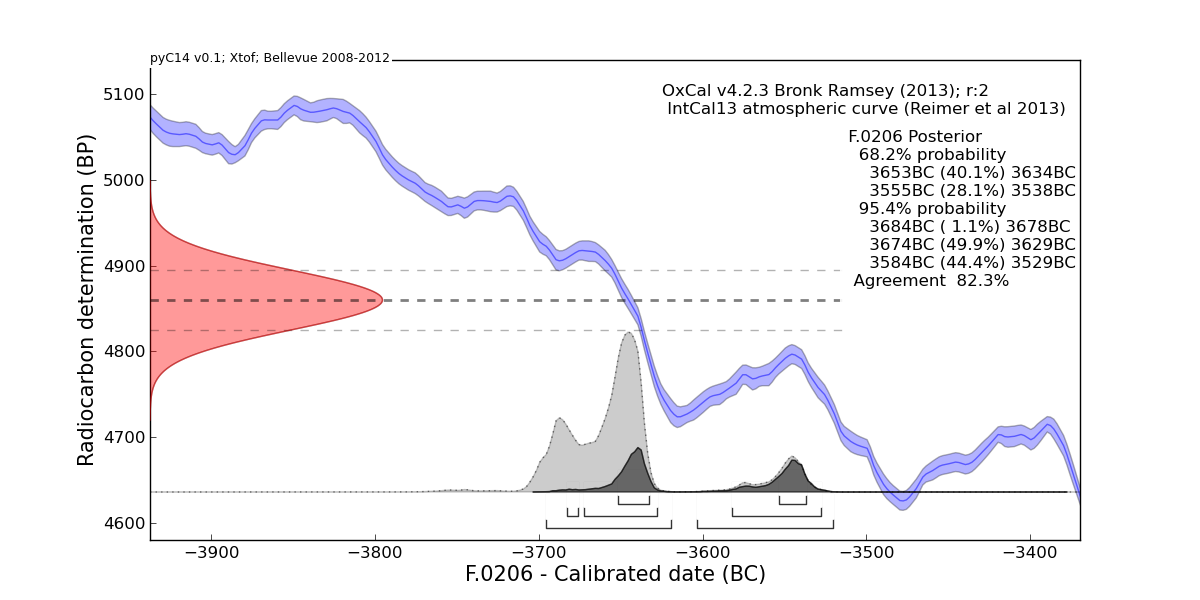 pyC14 v0.1; Xtof; Bellevue 2008-2012
OxCal v4.2.3 Bronk Ramsey (2013); r:2
IntCal13 atmospheric curve (Reimer et al 2013)
F.0206 Posterior
68.2% probability
3653BC (40.1%) 3634BC
3555BC (28.1%) 3538BC
95.4% probability
3684BC ( 1.1%) 3678BC
3674BC (49.9%) 3629BC
3584BC (44.4%) 3529BC
Agreement  82.3%
Radiocarbon determination (BP)
5100
5000
4900
4800
4700
4600
−3900 −3800 −3700 −3600 −3500 −3400
F.0206 - Calibrated date (BC)